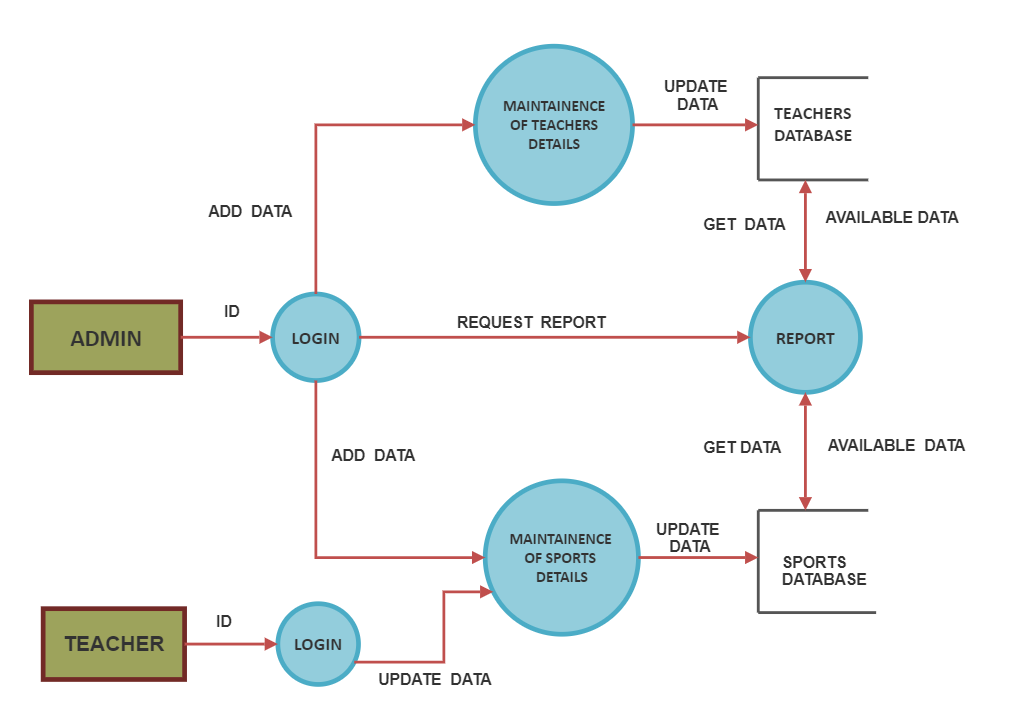 MAINTAINENCE
OF TEACHERS
DETAILS
UPDATE
DATA
TEACHERS
DATABASE
ADD DATA
GET DATA
AVAILABLE DATA
ADMIN
ID
LOGIN
REQUEST REPORT
REPORT
ADD DATA
GET DATA
AVAILABLE DATA
MAINTAINENCE
OF SPORTS
DETAILS
UPDATE
DATA
SPORTS
DATABASE
TEACHER
ID
LOGIN
UPDATE DATA